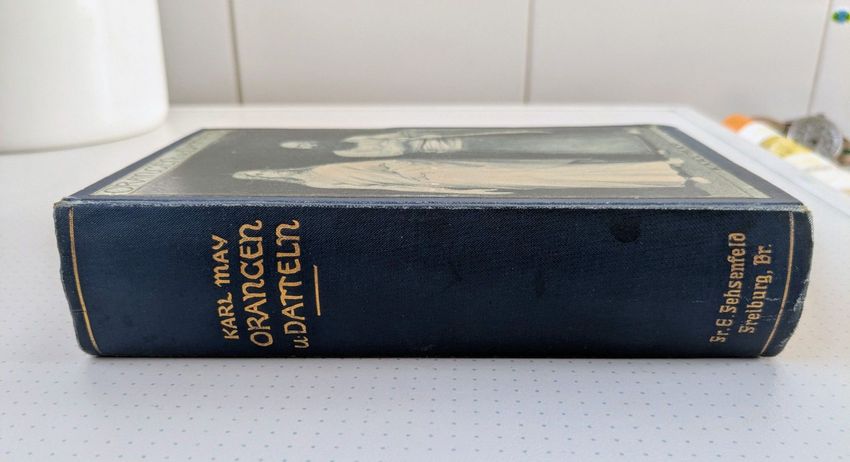 KARL MAY
ORANGEN
u. DATTELN
Fr. E. Fehsenfeld
Freiburg, Br.